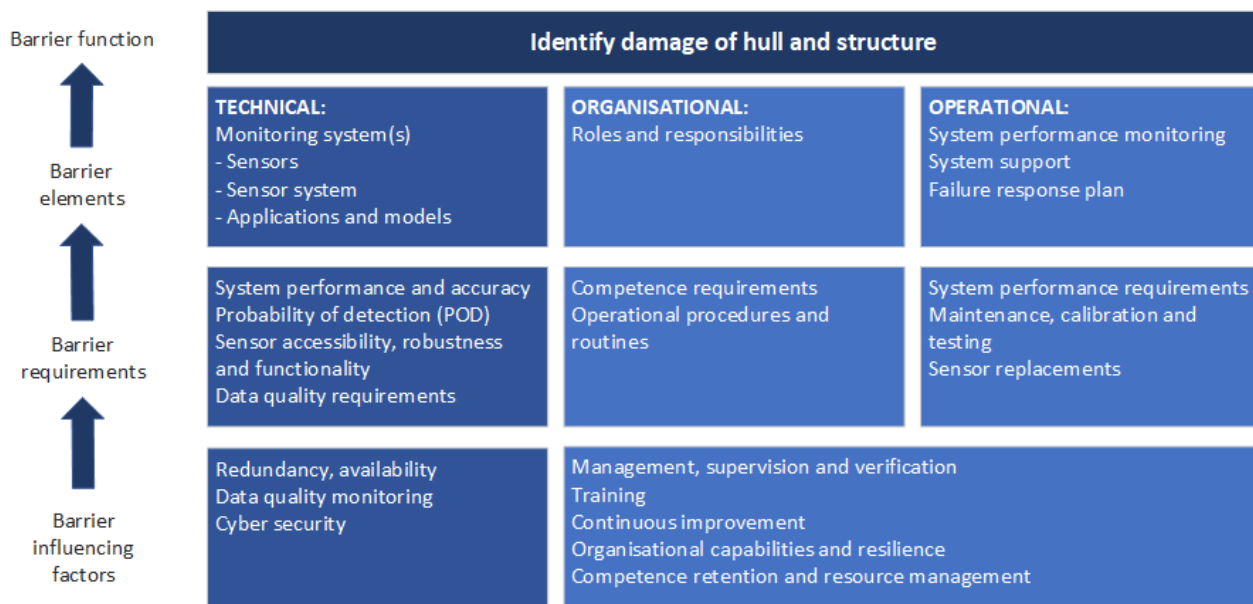 Barrier function
Identify damage of hull and structure
Barrier
elements
TECHNICAL:
Monitoring system(s)
- Sensors
- Sensor system
- Applications and models
ORGANISATIONAL:
Roles and responsibilities
OPERATIONAL:
System performance monitoring
System support
Failure response plan
Barrier
requirements
System performance and accuracy
Probability of detection (POD)
Sensor accessibility, robustness
and functionality
Data quality requirements
Competence requirements
Operational procedures and
routines
System performance requirements
Maintenance, calibration and
testing
Sensor replacements
Barrier
influencing
factors
Redundancy, availability
Data quality monitoring
Cyber security
Management, supervision and verification
Training
Continuous improvement
Organisational capabilities and resilience
Competence retention and resource management